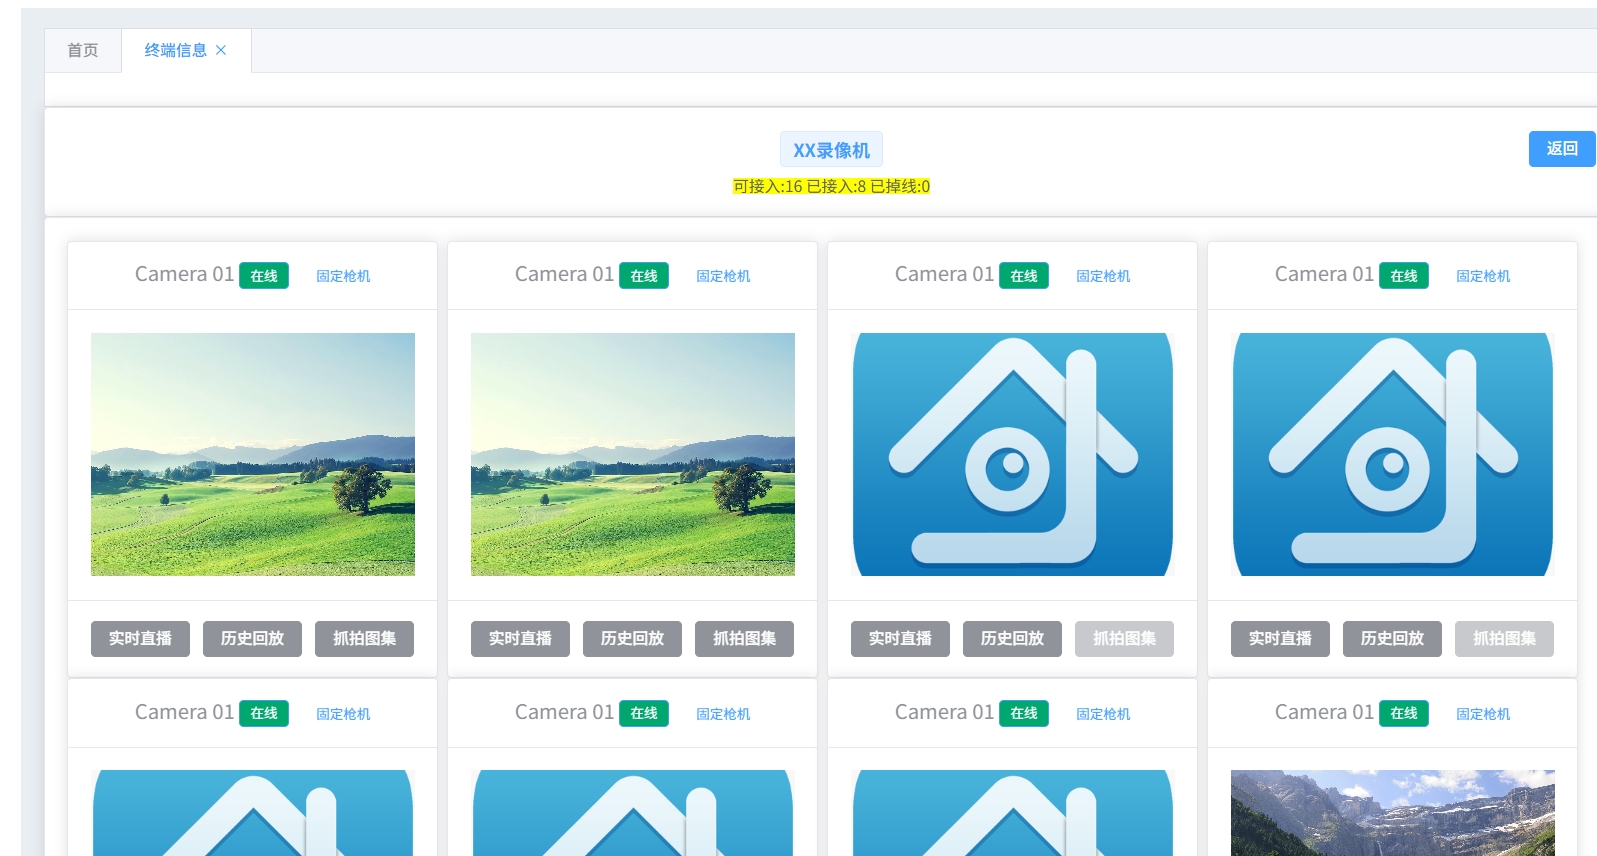 首页 终端信息
XX录像机
返回
可接入:16 已接入:8 已掉线:0
Camera 01 在线 固定枪机 Camera 01 在线 固定枪机 Camera 01 在线 固定枪机 Camera 01 在线 固定枪机
实时直播 历史回放 抓拍图集 实时直播 历史回放 抓拍图集 实时直播 历史回放 抓拍图集 实时直播 历史回放 抓拍图集
Camera 01 在线 固定枪机 Camera 01 在线 固定枪机 Camera 01 在线 固定枪机 Camera 01 在线 固定枪机